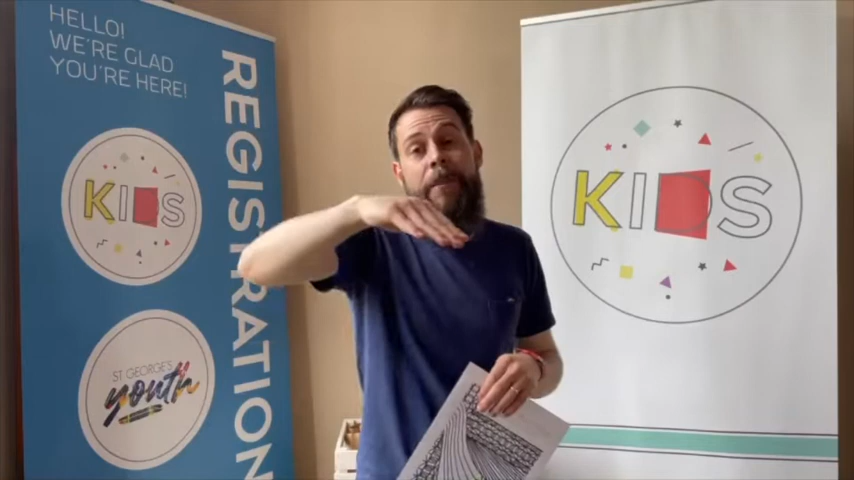 HELLO!
WE'RE GLAD
YOU'RE HERE!
KIDS
ST GEORGE'S
youth
REGISTRATION
KIDS